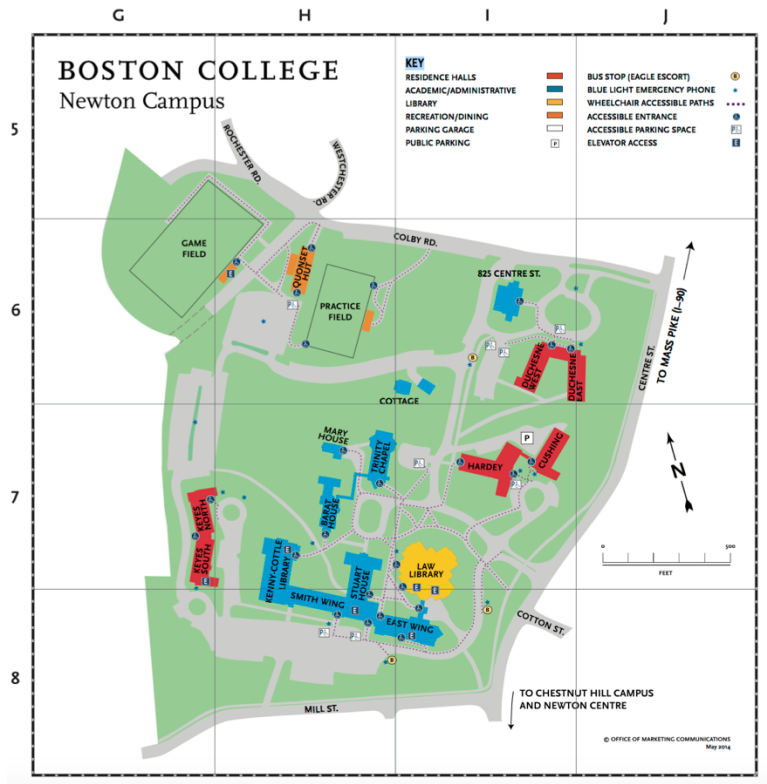 G H I J
BOSTON COLLEGE
Newton Campus
KEY
RESIDENCE HALLS
ACADEMIC/ADMINISTRATIVE
LIBRARY
RECREATION/DINING
PARKING GARAGE
PUBLIC PARKING P
BUS STOP (EAGLE ESCORT) B
BLUE LIGHT EMERGENCY PHONE
WHEELCHAIR ACCESSIBLE PATHS
ACCESSIBLE ENTRANCE
ACCESSIBLE PARKING SPACE
ELEVATOR ACCESS E
5
ROCHESTER RD.
WESTCHESTER RD.
COLBY RD.
GAME
FIELD
E
QUONSET
HUT
825 CENTRE ST.
6
PRACTICE
FIELD
TO MASS PIKE (I–90)
CENTRE ST.
B
DUCHESNE
WEST
DUCHESNE
EAST
COTTAGE
MARY
HOUSE
TRINITY
CHAPEL
P
HARDEY
CUSHING
N
7
BARAT
HOUSE
KEYES
NORTH
KEYES
SOUTH
E
KENNY-COTTLE
LIBRARY
E
STUART
HOUSE
LAW
LIBRARY
E E
0 500
FEET
SMITH WING
E
EAST WING
E
B
COTTON ST.
8
B
MILL ST.
TO CHESTNUT HILL CAMPUS
AND NEWTON CENTRE
© OFFICE OF MARKETING COMMUNICATIONS
May 2014